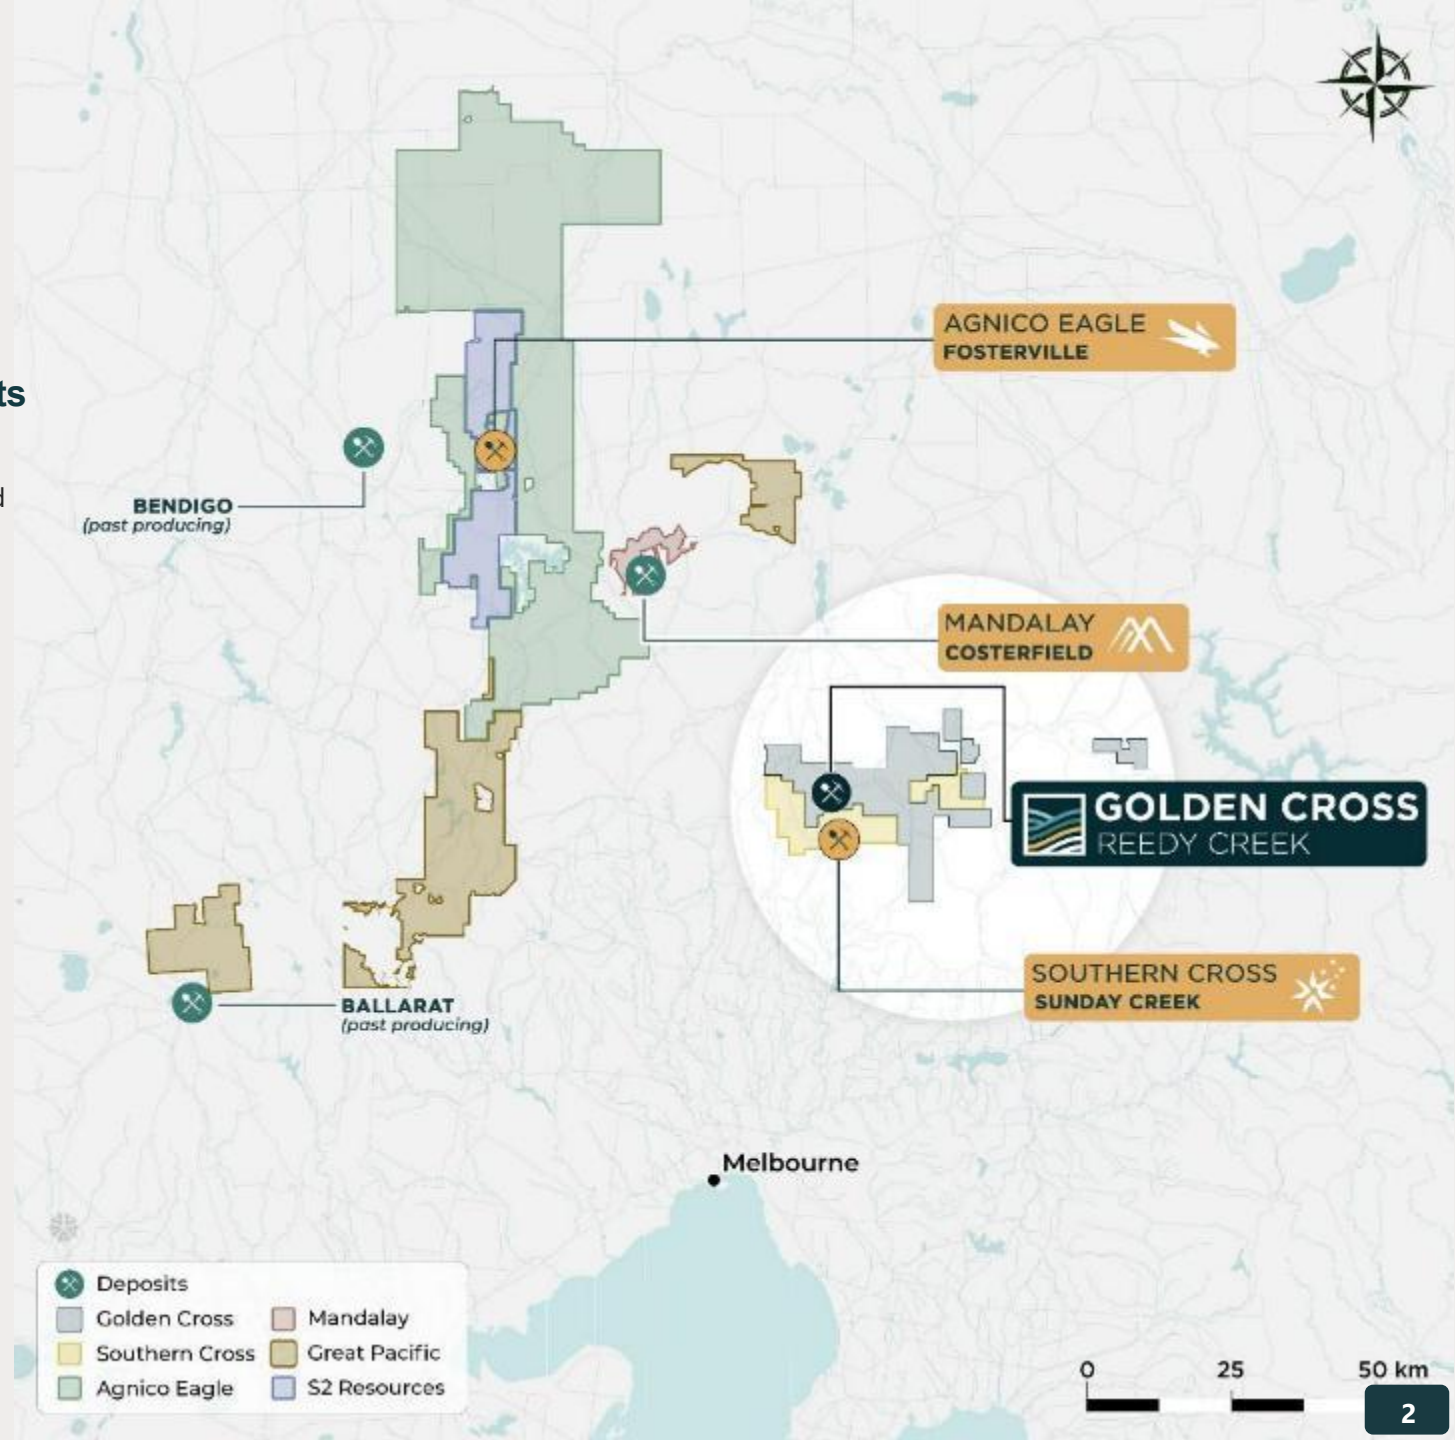 AGNICO EAGLE
FOSTERVILLE
ts
d
BENDIGO
(past producing)
MANDALAY
COSTERFIELD
GOLDEN CROSS
REEDY CREEK
SOUTHERN CROSS
SUNDAY CREEK
BALLARAT
(past producing)
Melbourne
Deposits
Golden Cross
Mandalay
Southern Cross
Great Pacific
Agnico Eagle
S2 Resources
0 25 50 km
2